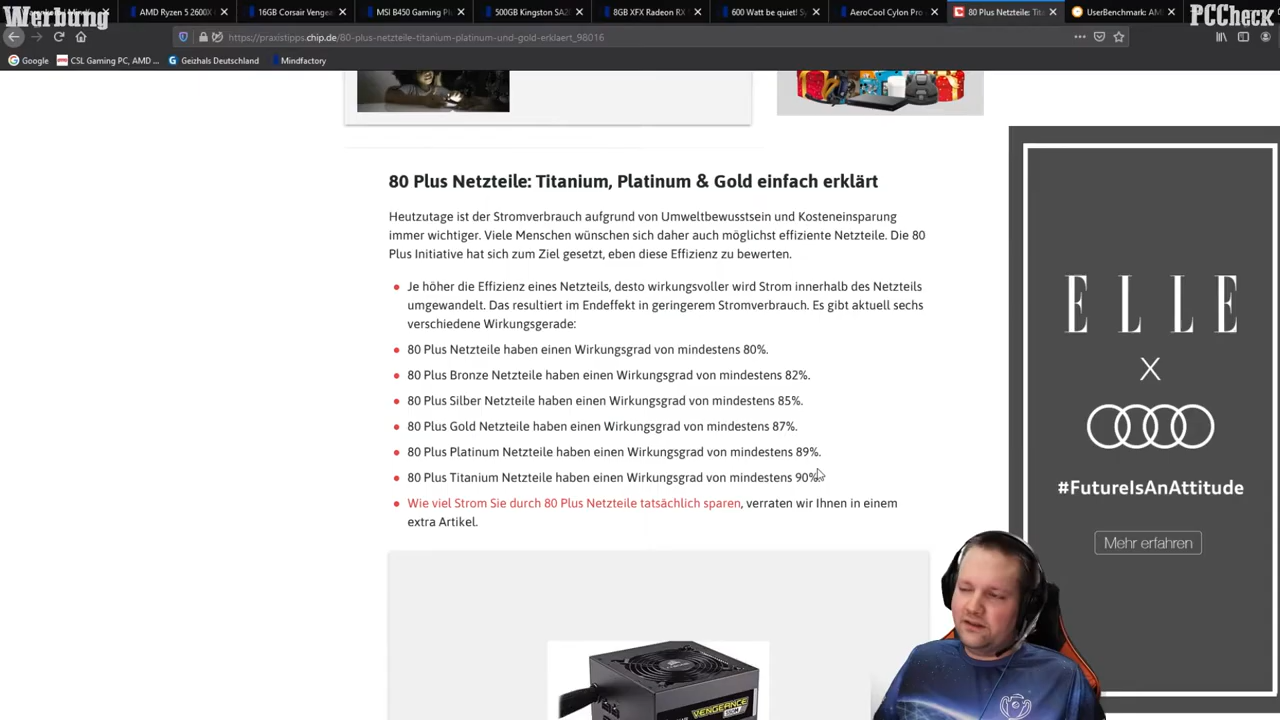 Werbung
PCCheck
AMD Ryzen 5 2600X
16GB Corsair Venge
MSI B450 Gaming Pl
500GB Kingston SA2
8GB XFX Radeon RX
600 Watt be quiet! Sy
AeroCool Cylon Pro
80 Plus Netzteile: Tita
UserBenchmark: AM
https://praxistipps.chip.de/80-plus-netzteile-titanium-platinum-und-gold-erklaert_98016
Google
CSL Gaming PC, AMD ...
Geizhals Deutschland
Mindfactory
80 Plus Netzteile: Titanium, Platinum & Gold einfach erklärt
Heutzutage ist der Stromverbrauch aufgrund von Umweltbewusstsein und Kosteneinsparung
immer wichtiger. Viele Menschen wünschen sich daher auch möglichst effiziente Netzteile. Die 80
Plus Initiative hat sich zum Ziel gesetzt, eben diese Effizienz zu bewerten.
Je höher die Effizienz eines Netzteils, desto wirkungsvoller wird Strom innerhalb des Netzteils
umgewandelt. Das resultiert im Endeffekt in geringerem Stromverbrauch. Es gibt aktuell sechs
verschiedene Wirkungsgerade:
80 Plus Netzteile haben einen Wirkungsgrad von mindestens 80%.
80 Plus Bronze Netzteile haben einen Wirkungsgrad von mindestens 82%.
80 Plus Silber Netzteile haben einen Wirkungsgrad von mindestens 85%.
80 Plus Gold Netzteile haben einen Wirkungsgrad von mindestens 87%.
80 Plus Platinum Netzteile haben einen Wirkungsgrad von mindestens 89%.
80 Plus Titanium Netzteile haben einen Wirkungsgrad von mindestens 90%.
Wie viel Strom Sie durch 80 Plus Netzteile tatsächlich sparen, verraten wir Ihnen in einem
extra Artikel.
ELLE
X
#FutureIsAnAttitude
Mehr erfahren
VENGEANCE